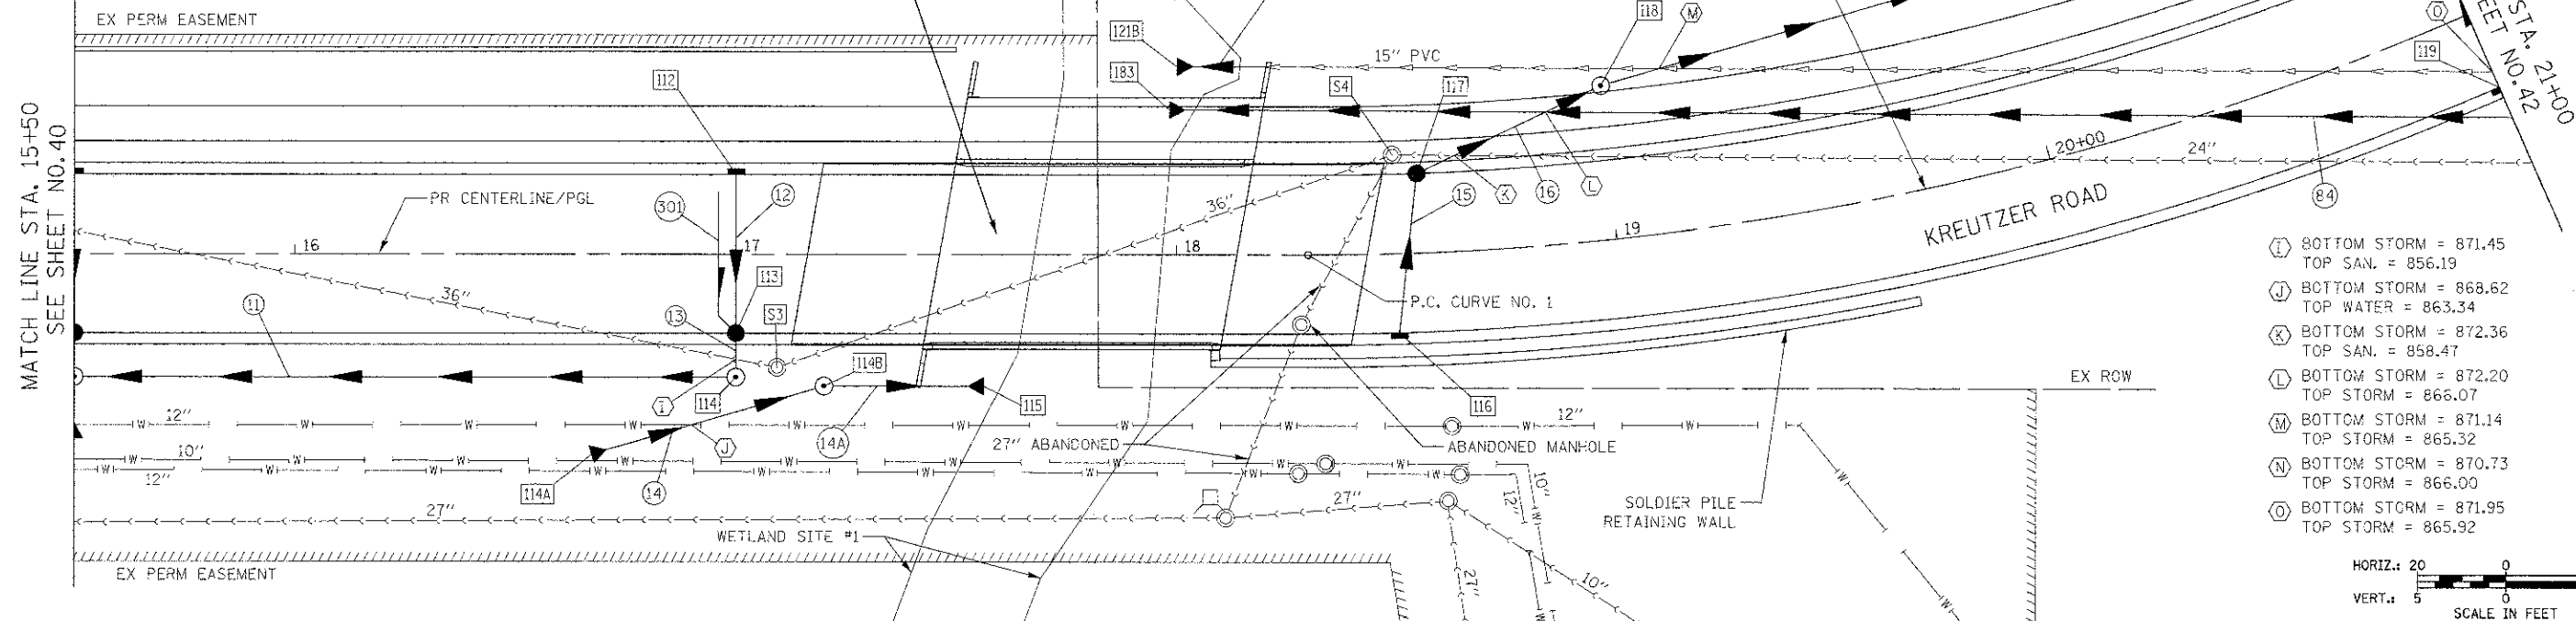 EX PERM EASEMENT
MATCH LINE STA. 15+50
SEE SHEET NO.40
112
121B
183
15" PVC
S4
117
118
M
O
119
STA. 21+00
EET NO.42
PR CENTERLINE/PGL
301
12
16
17
18
19
20+00
24"
36"
36"
K
16
L
15
84
KREUTZER ROAD
11
13
113
S3
P.C. CURVE NO. 1
114B
I
114
115
14A
116
EX ROW
12"
12"
10"
12"
J
27" ABANDONED
ABANDONED MANHOLE
114A
14
27"
27"
10"
12"
SOLDIER PILE
RETAINING WALL
WETLAND SITE #1
EX PERM EASEMENT
27"
10"
W
I BOTTOM STORM = 871.45
TOP SAN. = 856.19
J BOTTOM STORM = 868.62
TOP WATER = 863.34
K BOTTOM STORM = 872.36
TOP SAN. = 858.47
L BOTTOM STORM = 872.20
TOP STORM = 866.07
M BOTTOM STORM = 871.14
TOP STORM = 865.32
N BOTTOM STORM = 870.73
TOP STORM = 866.00
O BOTTOM STORM = 871.95
TOP STORM = 865.92
HORIZ.: 20 0
VERT.: 5 0
SCALE IN FEET